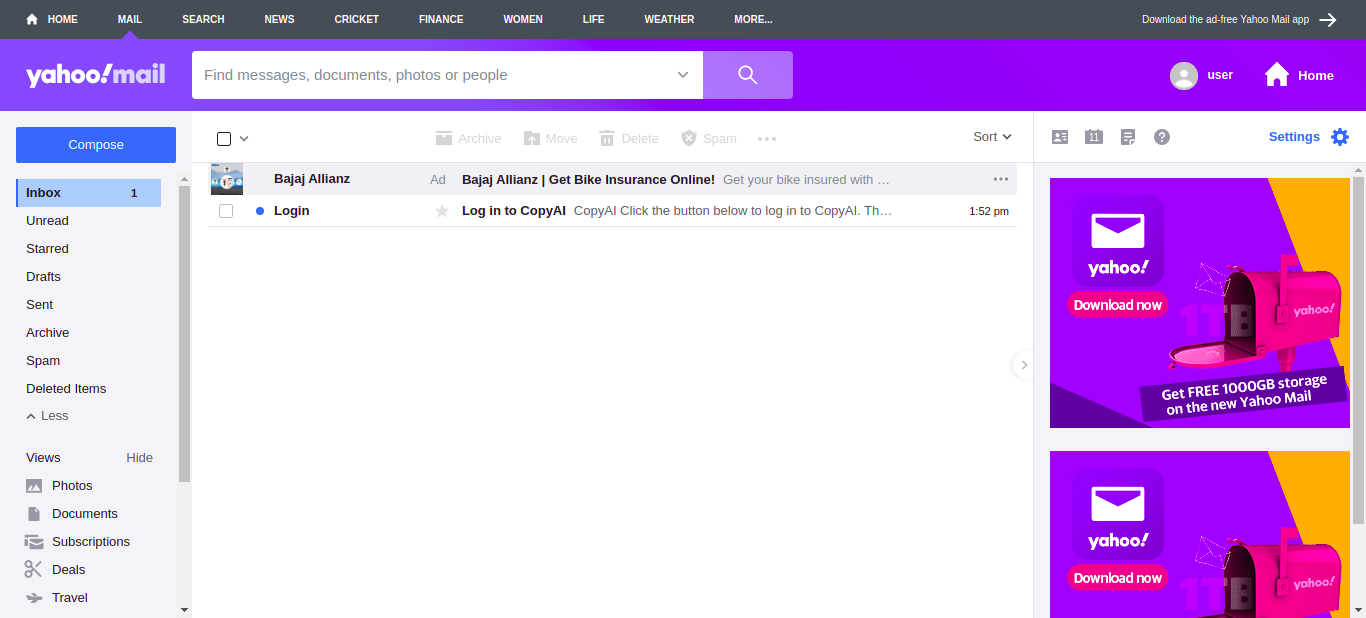 HOME MAIL SEARCH NEWS CRICKET FINANCE WOMEN LIFE WEATHER MORE... Download the ad-free Yahoo Mail app
yahoo!mail Find messages, documents, photos or people user Home
Compose Archive Move Delete Spam Sort 11 Settings
Bajaj Allianz Ad Bajaj Allianz | Get Bike Insurance Online! Get your bike insured with …
Inbox 1
Login Log in to CopyAI CopyAI Click the button below to log in to CopyAI. Th… 1:52 pm
Unread
Starred
Drafts
Sent
Archive
Spam
Deleted Items
Less
Views Hide
Photos
Documents
Subscriptions
Deals
Travel
yahoo!
Download now
1TB
yahoo!
Get FREE 1000GB storage
on the new Yahoo Mail
yahoo!
Download now
1TB
yahoo!